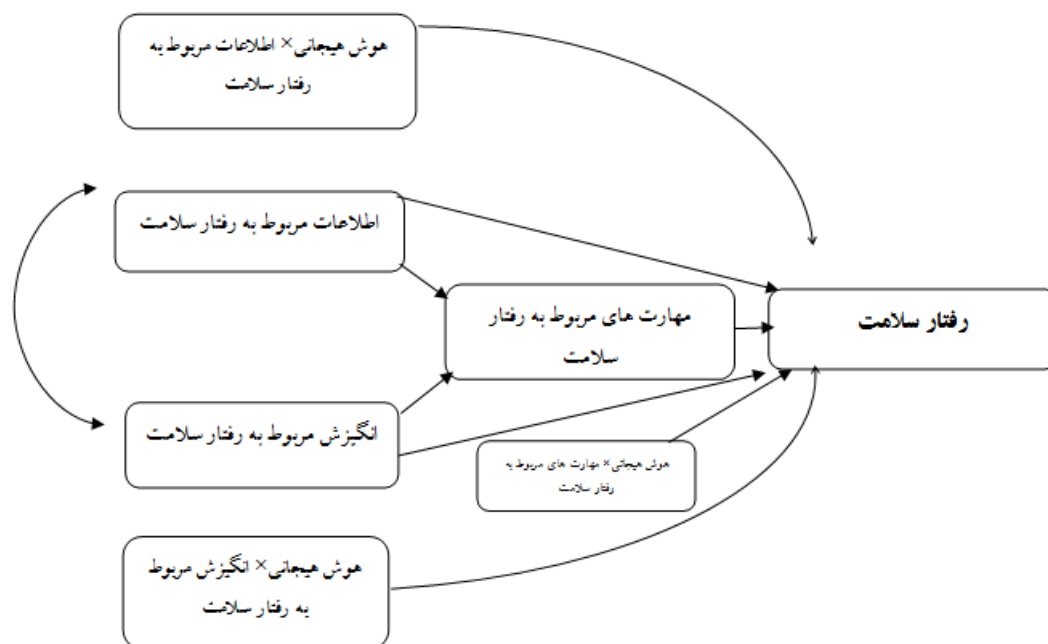 هوش هیجانی× اطلاعات مربوط به
رفتار سلامت
اطلاعات مربوط به رفتار سلامت
مهارت های مربوط به رفتار
سلامت
رفتار سلامت
انگیزش مربوط به رفتار سلامت
هوش هیجانی× مهارت های مربوط به
رفتار سلامت
هوش هیجانی× انگیزش مربوط
به رفتار سلامت